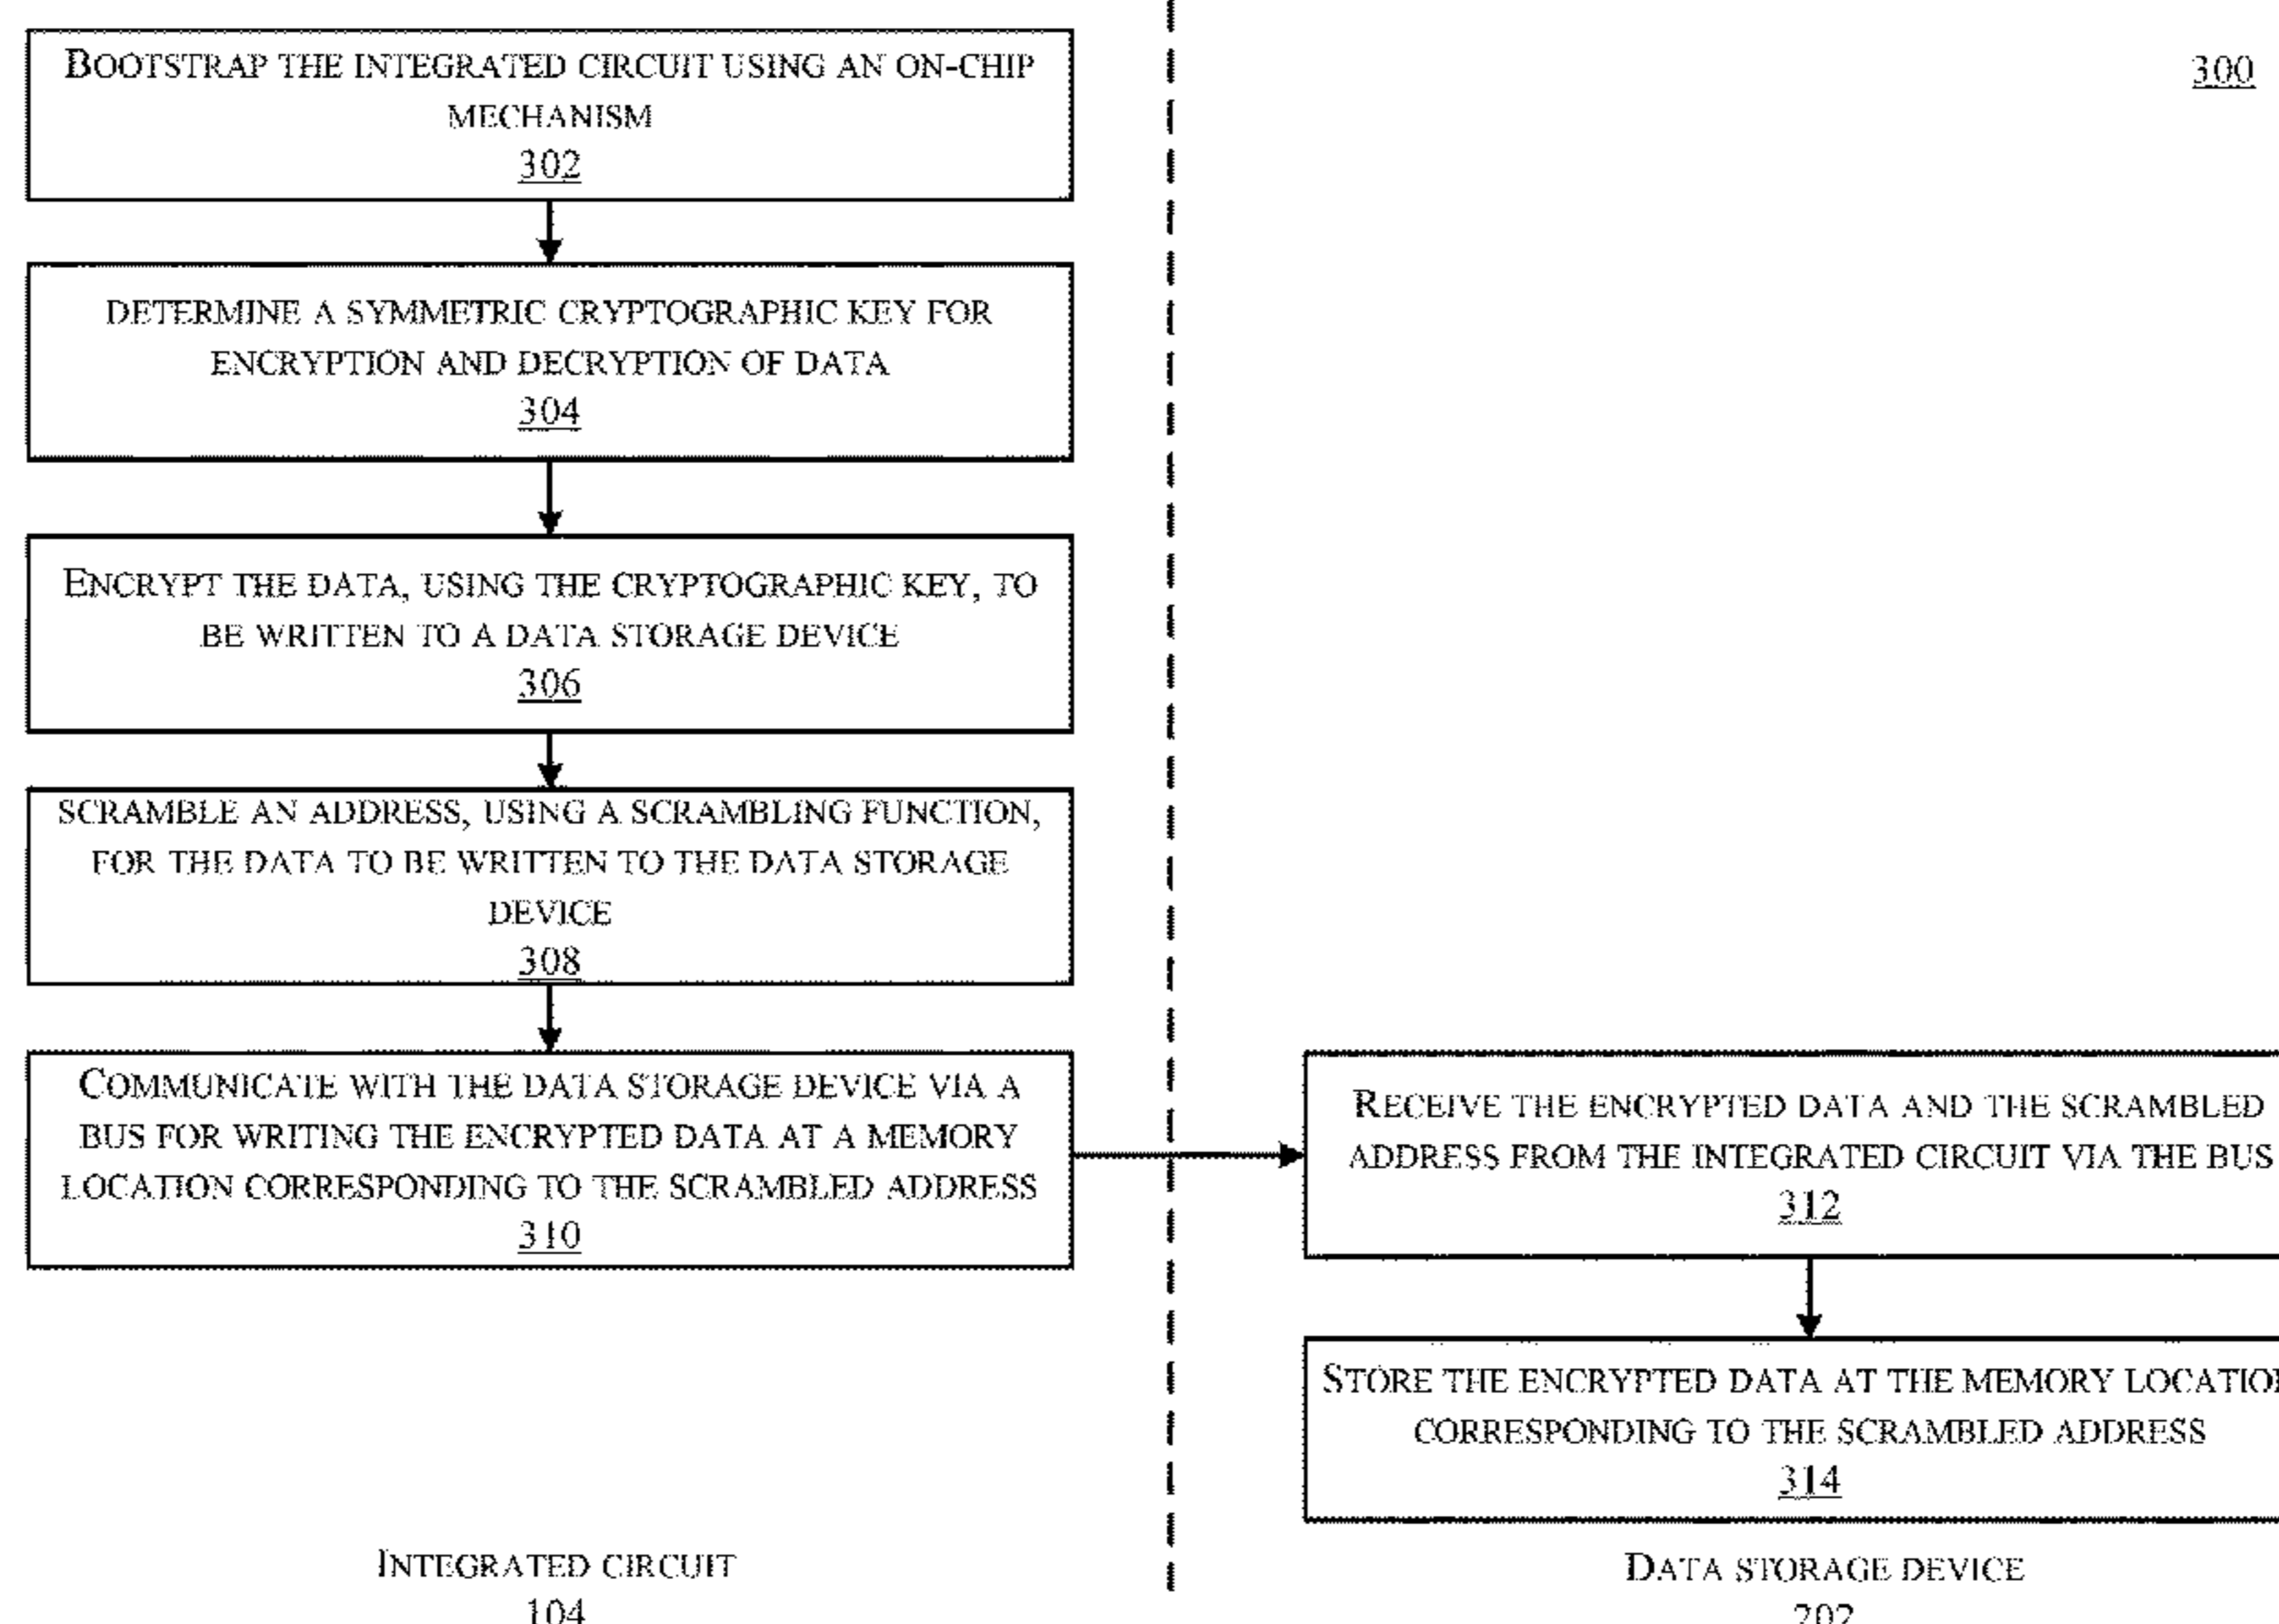 300
BOOTSTRAP THE INTEGRATED CIRCUIT USING AN ON-CHIP
MECHANISM
302
DETERMINE A SYMMETRIC CRYPTOGRAPHIC KEY FOR
ENCRYPTION AND DECRYPTION OF DATA
304
ENCRYPT THE DATA, USING THE CRYPTOGRAPHIC KEY, TO
BE WRITTEN TO A DATA STORAGE DEVICE
306
SCRAMBLE AN ADDRESS, USING A SCRAMBLING FUNCTION,
FOR THE DATA TO BE WRITTEN TO THE DATA STORAGE
DEVICE
308
COMMUNICATE WITH THE DATA STORAGE DEVICE VIA A
BUS FOR WRITING THE ENCRYPTED DATA AT A MEMORY
LOCATION CORRESPONDING TO THE SCRAMBLED ADDRESS
310
RECEIVE THE ENCRYPTED DATA AND THE SCRAMBLED
ADDRESS FROM THE INTEGRATED CIRCUIT VIA THE BUS
312
STORE THE ENCRYPTED DATA AT THE MEMORY LOCATION
CORRESPONDING TO THE SCRAMBLED ADDRESS
314
INTEGRATED CIRCUIT
104
DATA STORAGE DEVICE
202